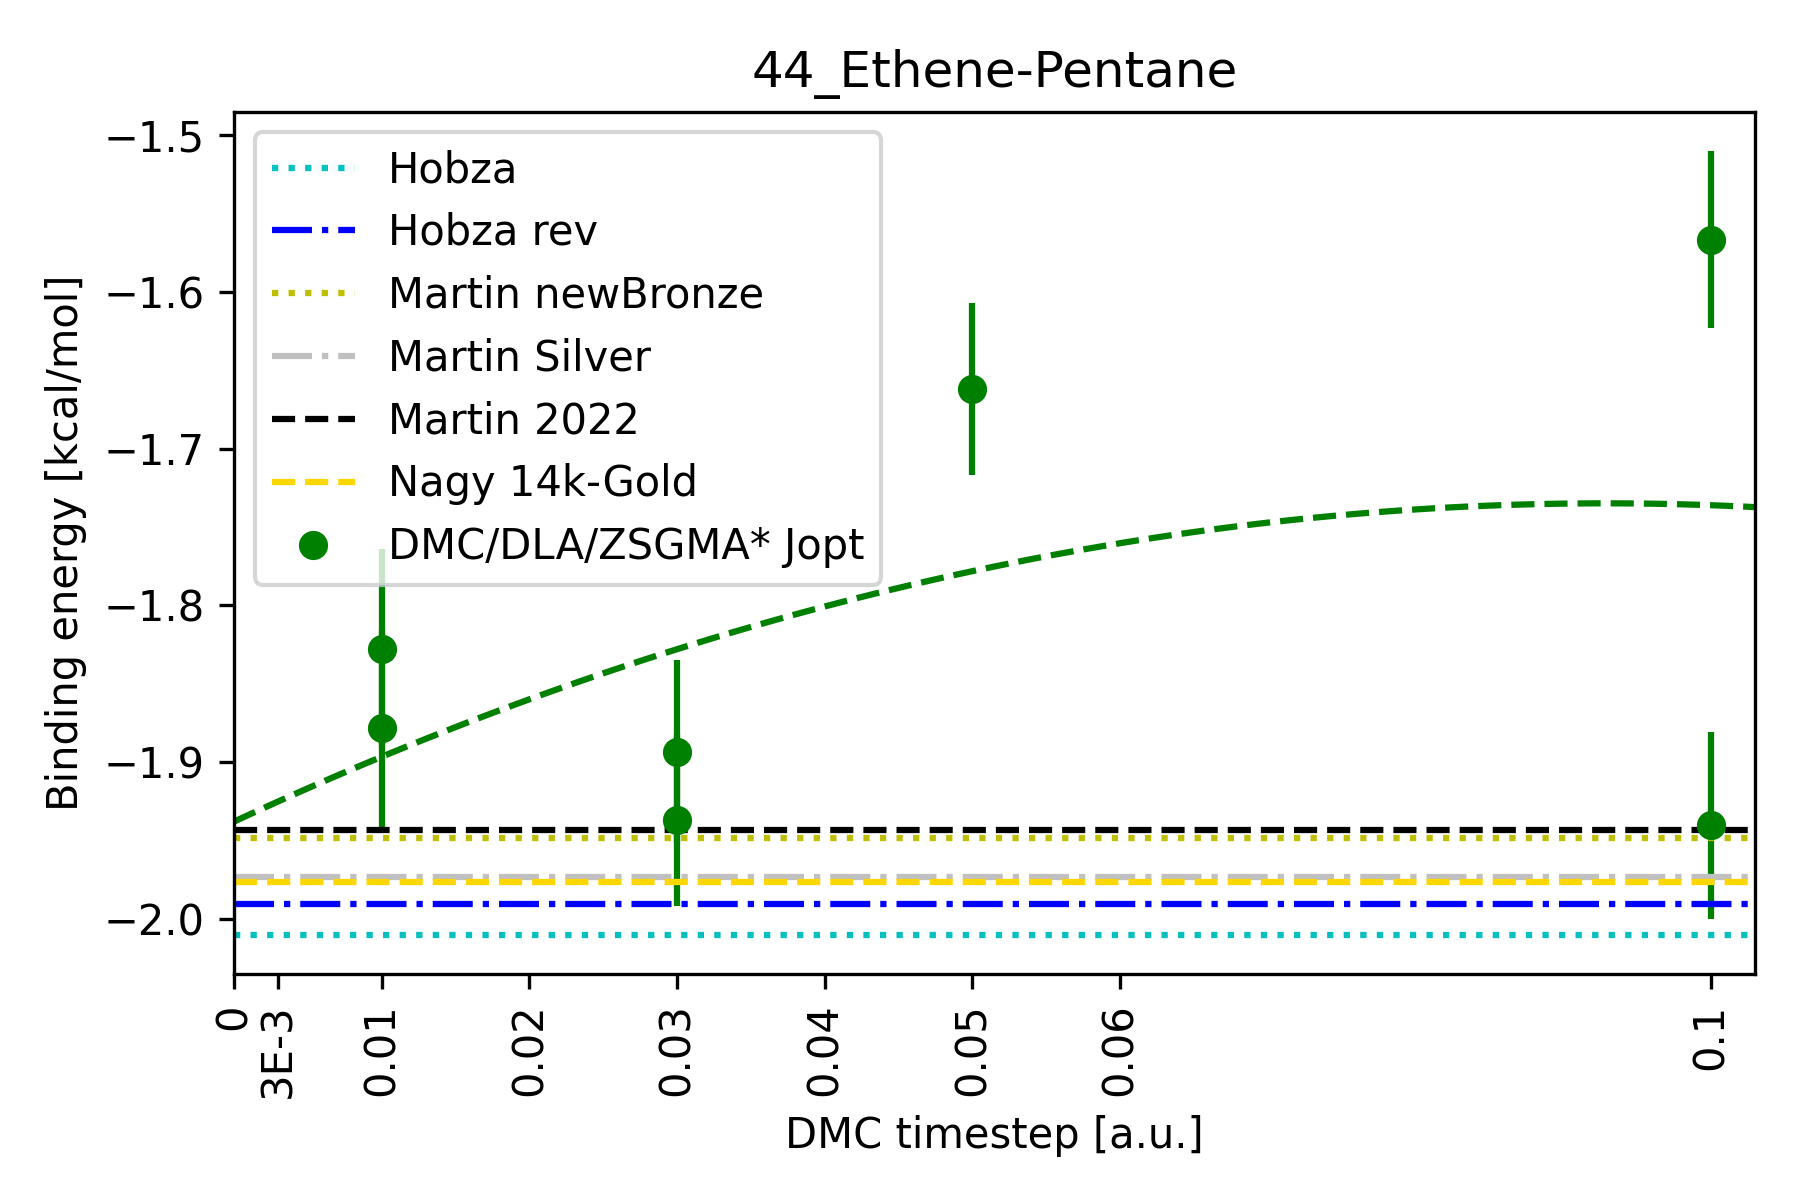 44_Ethene-Pentane
Binding energy [kcal/mol]
−1.5
−1.6
−1.7
−1.8
−1.9
−2.0
Hobza
Hobza rev
Martin newBronze
Martin Silver
Martin 2022
Nagy 14k-Gold
DMC/DLA/ZSGMA* Jopt
0
3E-3
0.01
0.02
0.03
0.04
0.05
0.06
0.1
DMC timestep [a.u.]